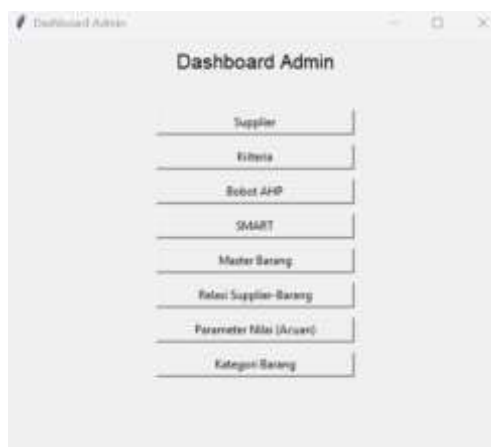 Dashboard Admin
Dashboard Admin
Supplier
Kriteria
Bobot AHP
SMART
Master Barang
Relasi Supplier-Barang
Parameter Nilai (Acuan)
Kategori Barang